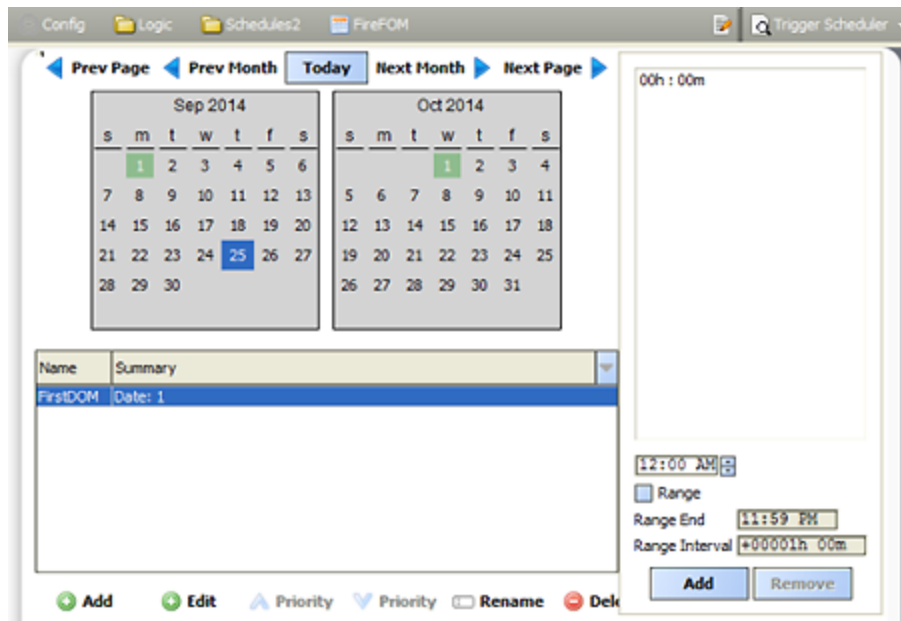 Config Logic Schedules2 FireFOM Trigger Scheduler
Prev Page Prev Month Today Next Month Next Page
Sep 2014
s m t w t f s
1 2 3 4 5 6
7 8 9 10 11 12 13
14 15 16 17 18 19 20
21 22 23 24 25 26 27
28 29 30
Oct 2014
s m t w t f s
1 2 3 4
5 6 7 8 9 10 11
12 13 14 15 16 17 18
19 20 21 22 23 24 25
26 27 28 29 30 31
Name Summary
FirstDOM Date: 1
Add Edit Priority Priority Rename Dele
00h : 00m
12:00 AM
Range
Range End 11:59 PM
Range Interval +00001h 00m
Add Remove